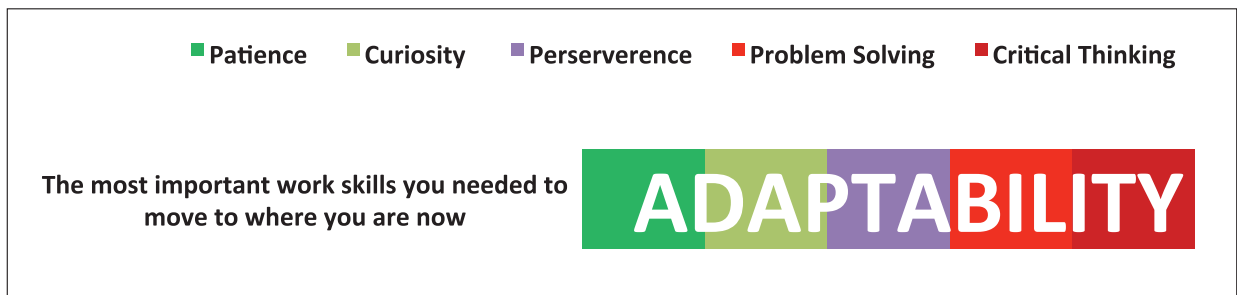 Patience Curiosity Perserverence Problem Solving Critical Thinking
The most important work skills you needed to
move to where you are now
ADAPTABILITY